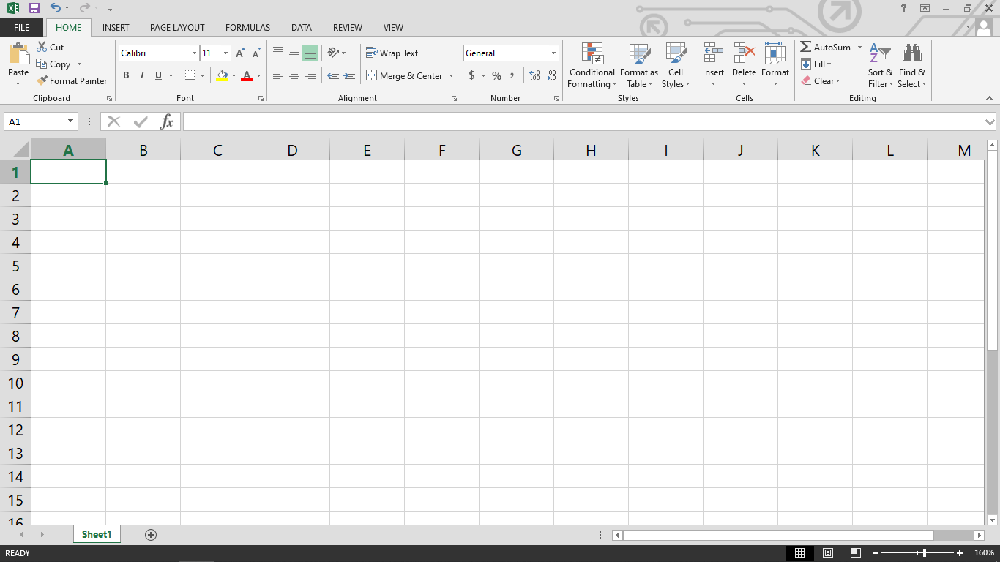 ?
FILE HOME INSERT PAGE LAYOUT FORMULAS DATA REVIEW VIEW
Paste Cut
Copy
Format Painter
Clipboard
Calibri 11
B I U A
Font
Wrap Text
Merge & Center
Alignment
General
$ % , .00 .00
Number
Conditional Formatting
Format as Table
Cell Styles
Styles
Insert Delete Format
Cells
AutoSum
Fill
Clear
Sort & Filter
Find & Select
Editing
A1 fx
A B C D E F G H I J K L M
1
2
3
4
5
6
7
8
9
10
11
12
13
14
15
16
Sheet1
READY 160%